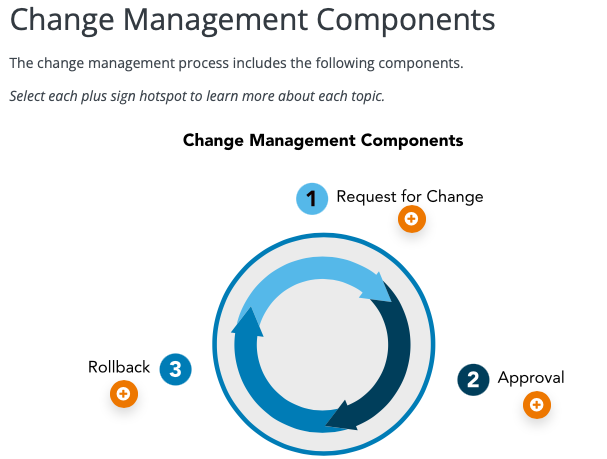 Change Management Components
The change management process includes the following components.
Select each plus sign hotspot to learn more about each topic.
Change Management Components
1 Request for Change
Rollback 3
2 Approval